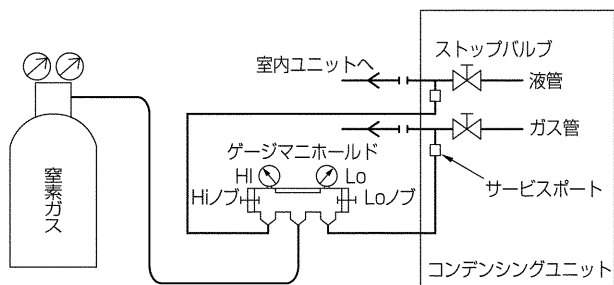 ストップバルブ
室内ユニットへ
液管
ガス管
ゲージマニホールド
HI
Lo
Hiノブ
Loノブ
サービスポート
窒素ガス
コンデンシングユニット